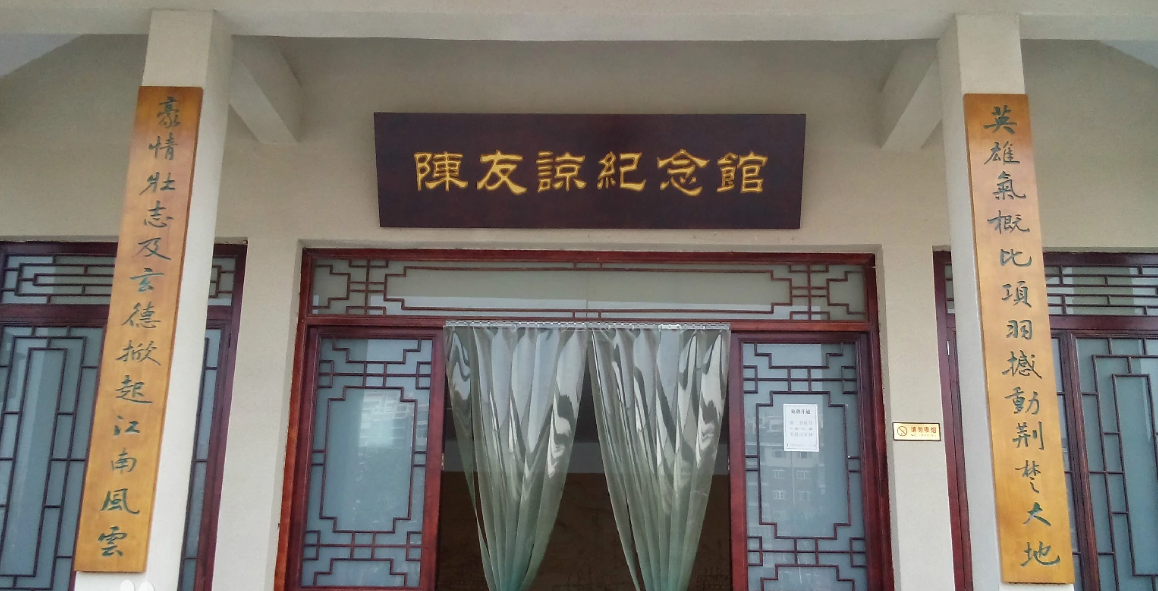 陳友諒紀念館
英雄氣概比項羽撼動荆楚大地
豪情壯志及玄德掀起江南風雲